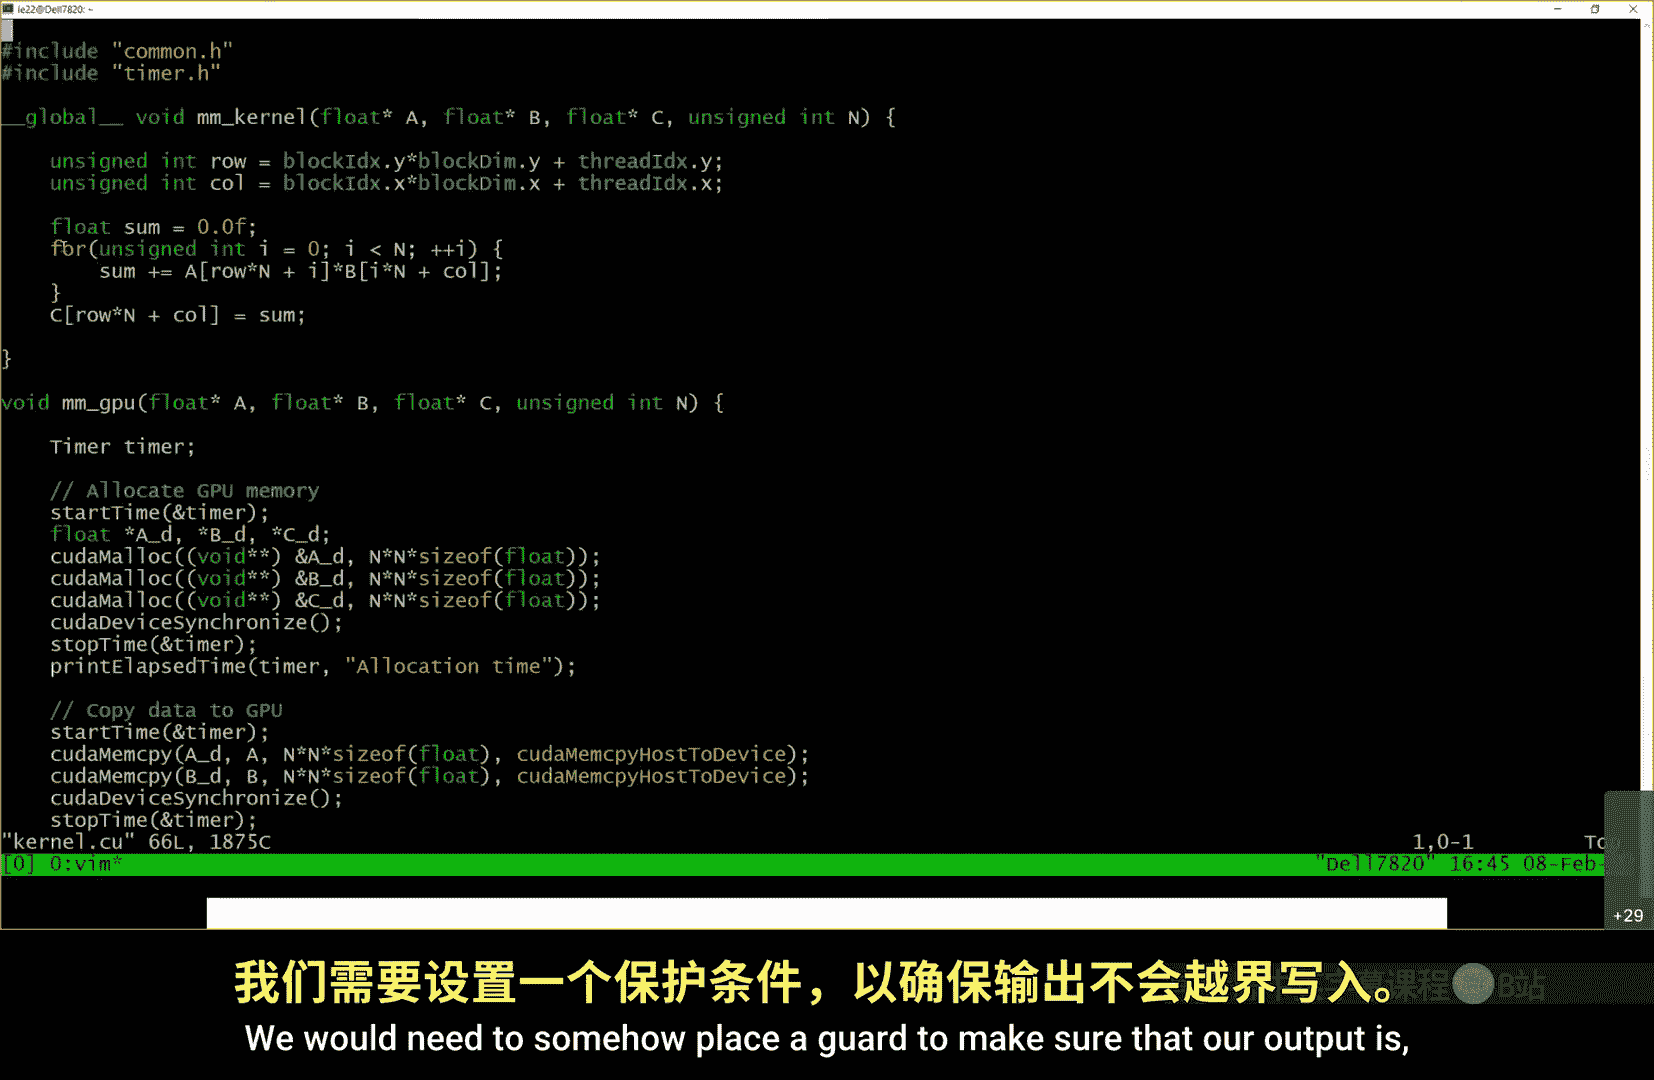 ie22@Dell7820: ~
#include "common.h"
#include "timer.h"
__global__ void mm_kernel(float* A, float* B, float* C, unsigned int N) {
unsigned int row = blockIdx.y*blockDim.y + threadIdx.y;
unsigned int col = blockIdx.x*blockDim.x + threadIdx.x;
float sum = 0.0f;
for(unsigned int i = 0; i < N; ++i) {
sum += A[row*N + i]*B[i*N + col];
}
C[row*N + col] = sum;
}
void mm_gpu(float* A, float* B, float* C, unsigned int N) {
Timer timer;
// Allocate GPU memory
startTime(&timer);
float *A_d, *B_d, *C_d;
cudaMalloc((void**) &A_d, N*N*sizeof(float));
cudaMalloc((void**) &B_d, N*N*sizeof(float));
cudaMalloc((void**) &C_d, N*N*sizeof(float));
cudaDeviceSynchronize();
stopTime(&timer);
printElapsedTime(timer, "Allocation time");
// Copy data to GPU
startTime(&timer);
cudaMemcpy(A_d, A, N*N*sizeof(float), cudaMemcpyHostToDevice);
cudaMemcpy(B_d, B, N*N*sizeof(float), cudaMemcpyHostToDevice);
cudaDeviceSynchronize();
stopTime(&timer);
"kernel.cu" 66L, 1875C 1,0-1 To
[0] 0:vim* "Dell7820" 16:45 08-Feb-
+29
我们需要设置一个保护条件，以确保输出不会越界写入。
课程 B站
We would need to somehow place a guard to make sure that our output is,